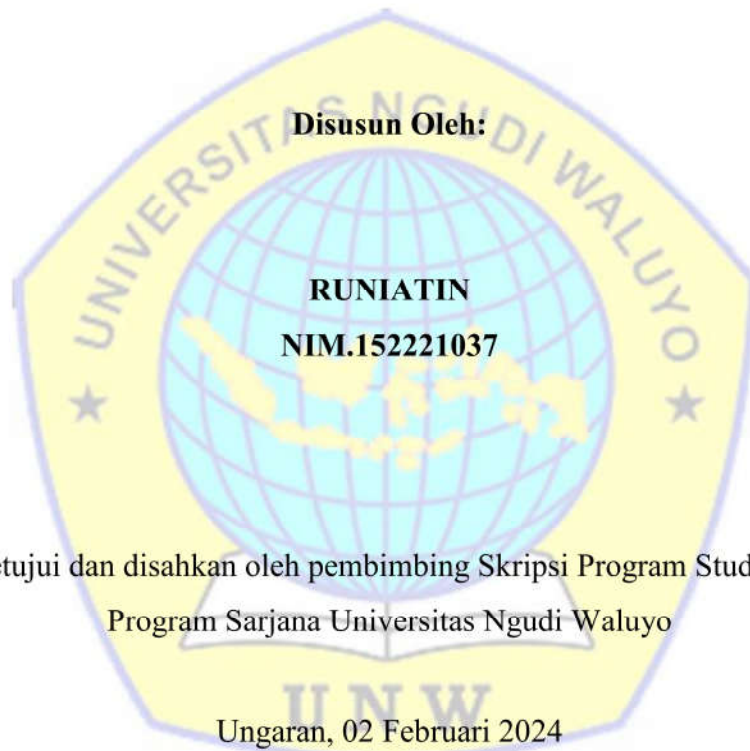 UNIVERSITAS NGUDI WALUYO
Disusun Oleh:
RUNIATIN
NIM.152221037
etujui dan disahkan oleh pembimbing Skripsi Program Stud
Program Sarjana Universitas Ngudi Waluyo
UNW
Ungaran, 02 Februari 2024